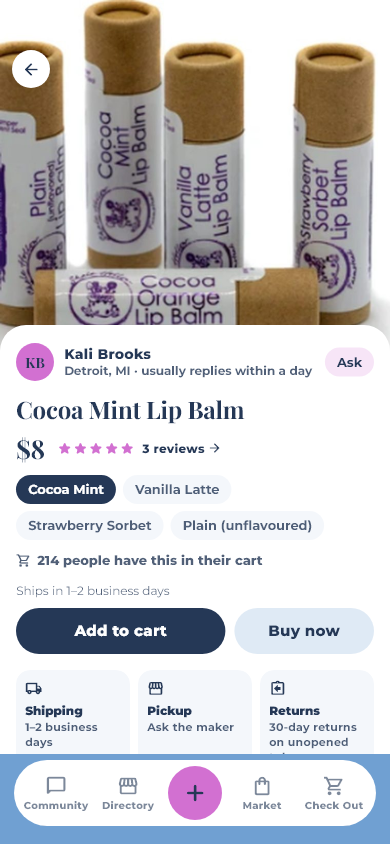 Plain
(unflavored)
Lip Balm
Cocoa
Mint
Lip Balm
Vanilla
Latte
Lip Balm
Strawberry
Sorbet
Lip Balm
Cocoa
Orange
Lip Balm
KB
Kali Brooks
Detroit, MI · usually replies within a day
Ask
Cocoa Mint Lip Balm
$8
3 reviews
Cocoa Mint
Vanilla Latte
Strawberry Sorbet
Plain (unflavoured)
214 people have this in their cart
Ships in 1–2 business days
Add to cart
Buy now
Shipping
1–2 business
days
Pickup
Ask the maker
Returns
30-day returns
on unopened
Community
Directory
Market
Check Out